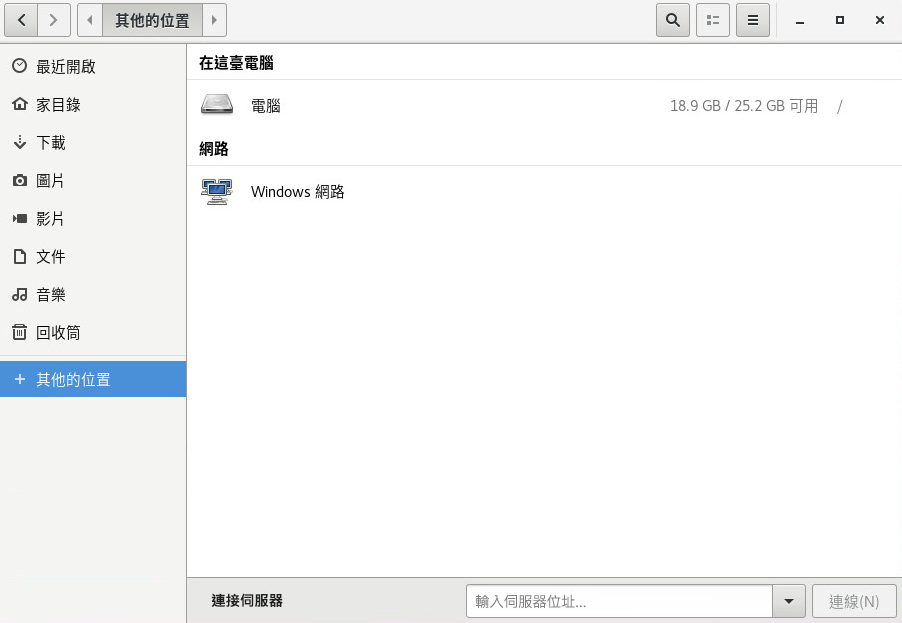 其他的位置
最近開啟
家目錄
下載
圖片
影片
文件
音樂
回收筒
其他的位置
在這臺電腦
電腦 18.9 GB / 25.2 GB 可用 /
網路
Windows 網路
連接伺服器 輸入伺服器位址... 連線(N)